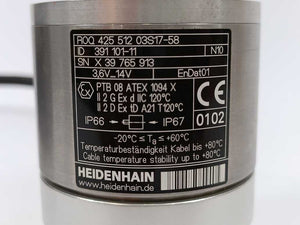 ROQ 425 512 03S17-58
ID 391 101-11 N10
SN X 39 765 913
3,6V...14V EnDat01
PTB 08 ATEX 1094 X
II 2 G Ex d IIC 120°C
II 2 D Ex tD A21 T120°C
IP66 IP67
0102
-20°C ≤ Ta ≤ +60°C
Temperaturbeständigkeit Kabel bis +80°C
Cable temperature stability up to +80°C
HEIDENHAIN
www.heidenhain.de